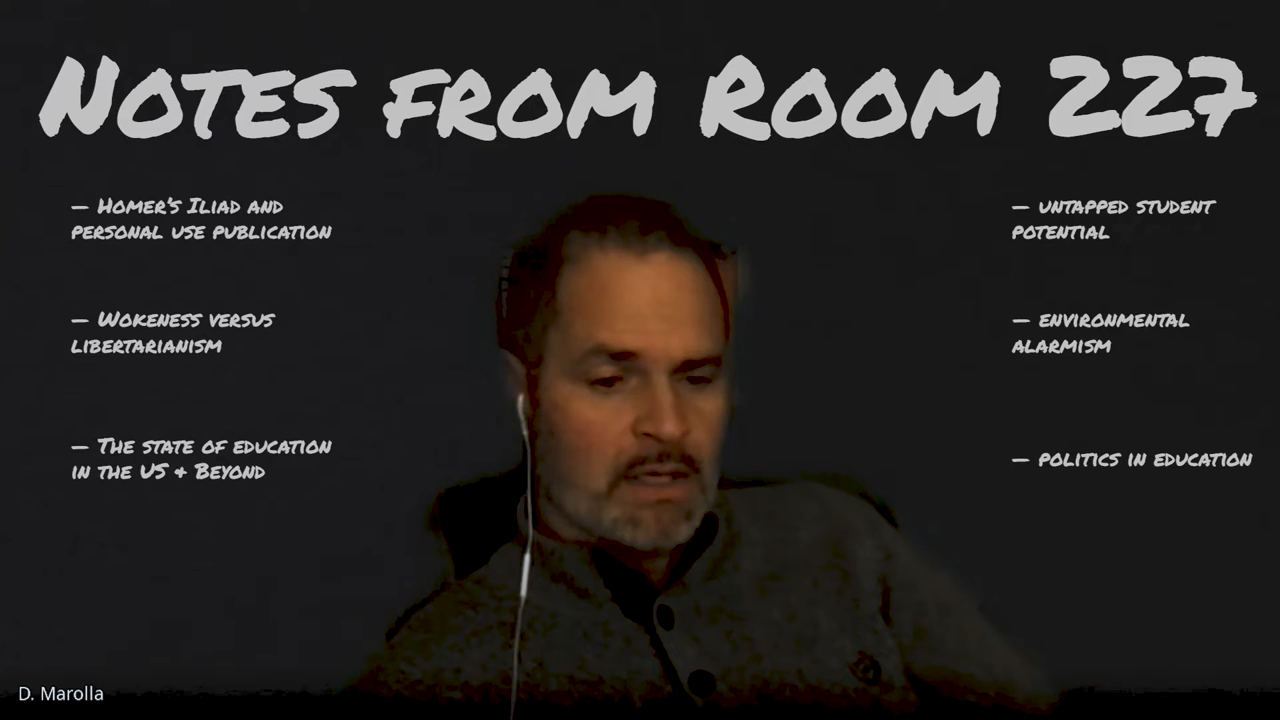 Notes from Room 227
— Homer's Iliad and
personal use publication
— Wokeness versus
libertarianism
— The state of education
in the US & Beyond
— untapped student
potential
— environmental
alarmism
— politics in education
D. Marolla